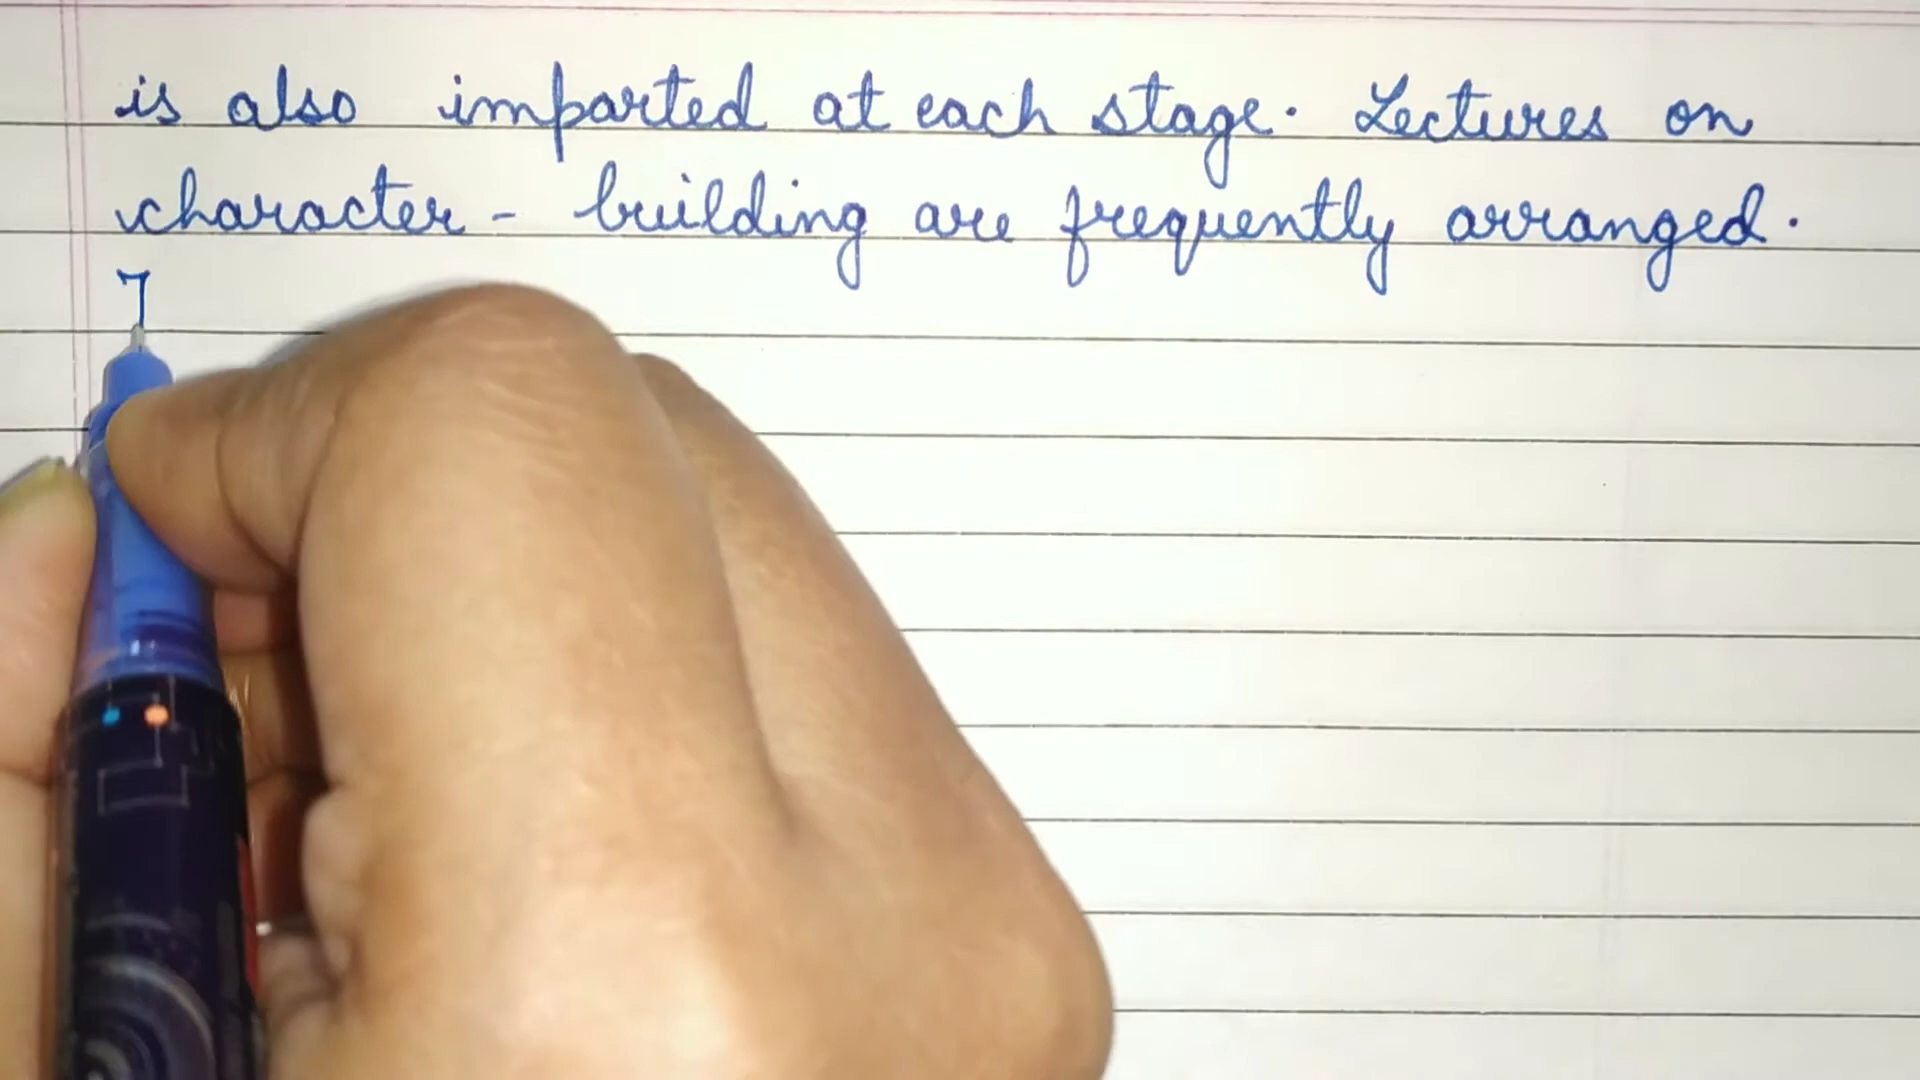 is also imparted at each stage. Lectures on
character - building are frequently arranged.